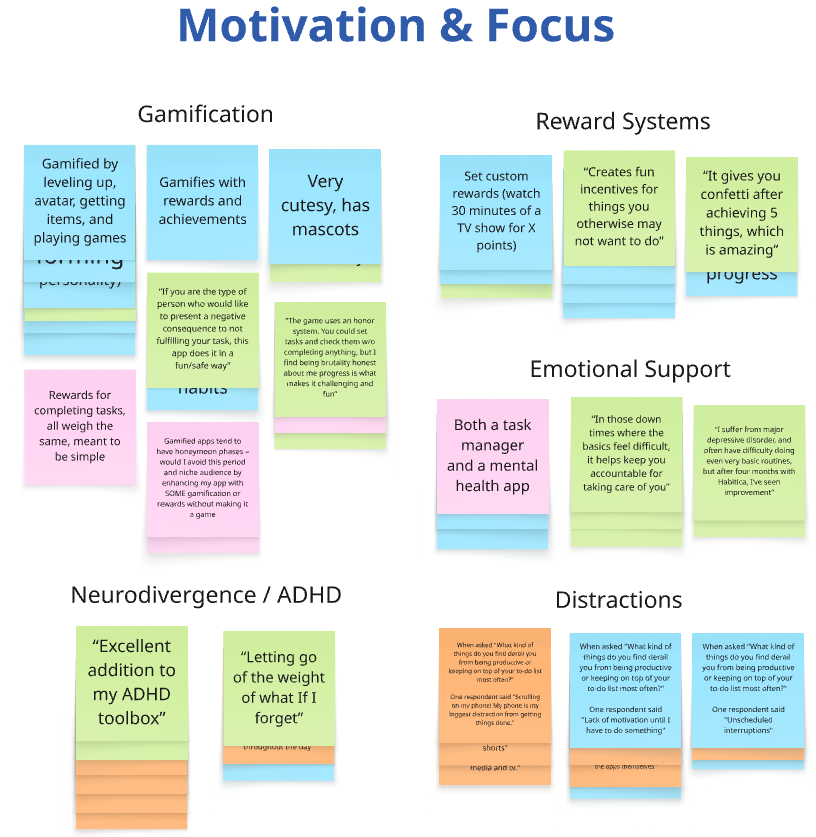 Motivation & Focus
Gamification
Gamified by
leveling up,
avatar, getting
items, and
playing games
personality)
Gamifies with
rewards and
achievements
Very
cutesy, has
mascots
“If you are the type of
person who would like
to present a negative
consequence to not
fulfilling your task, this
app does it in a
fun/safe way”
habits
“The game uses an honor
system. You could set
tasks and check them w/o
completing anything, but I
find being brutality honest
about me progress is what
makes it challenging and
fun”
Rewards for
completing tasks,
all weigh the
same, meant to
be simple
Gamified apps tend to
have honeymoon phases –
would I avoid this period
and niche audience by
enhancing my app with
SOME gamification or
rewards without making it
a game
Reward Systems
Set custom
rewards (watch
30 minutes of a
TV show for X
points)
“Creates fun
incentives for
things you
otherwise may
not want to do”
“It gives you
confetti after
achieving 5
things, which
is amazing”
progress
Emotional Support
Both a task
manager
and a mental
health app
“In those down
times where the
basics feel difficult,
it helps keep you
accountable for
taking care of you”
“I suffer from major
depressive disorder, and
often have difficulty doing
even very basic routines,
but after four months with
Habitica, I've seen
improvement”
Neurodivergence / ADHD
“Excellent
addition to
my ADHD
toolbox”
“Letting go
of the weight
of what If I
forget”
throughout the day
Distractions
When asked "What kind of
things do you find derail
you from being productive or
keeping on top of your to-do list
most often?"
One respondent said "Scrolling
on my phone! My phone is my
biggest distraction from getting
things done."
shorts"
media and tv."
When asked "What kind of
things do you find derail
you from being productive
or keeping on top of your
to-do list most often?"
One respondent said
"Lack of motivation until I
have to do something"
the apps themselves
When asked "What kind of
things do you find derail
you from being productive
or keeping on top of your
to-do list most often?"
One respondent said
"Unscheduled
interruptions"